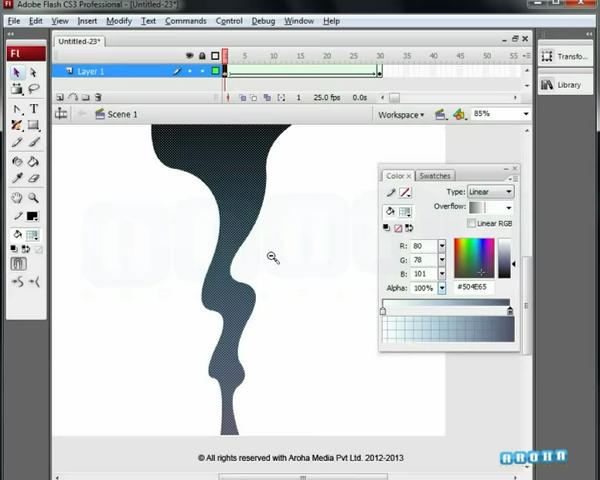 Adobe Flash CS3 Professional - [Untitled-23*]
File Edit View Insert Modify Text Commands Control Debug Window Help
Fl
Untitled-23*
5 10 15 20 25 30 35 40 45 50 55
Layer 1
1 25.0 fps 0.0s
Scene 1
Workspace
85%
Transfo...
Library
Color Swatches
Type: Linear
Overflow:
Linear RGB
R: 80
G: 78
B: 101
Alpha: 100%
#504E65
© All rights reserved with Aroha Media Pvt Ltd. 2012-2013
AROHA